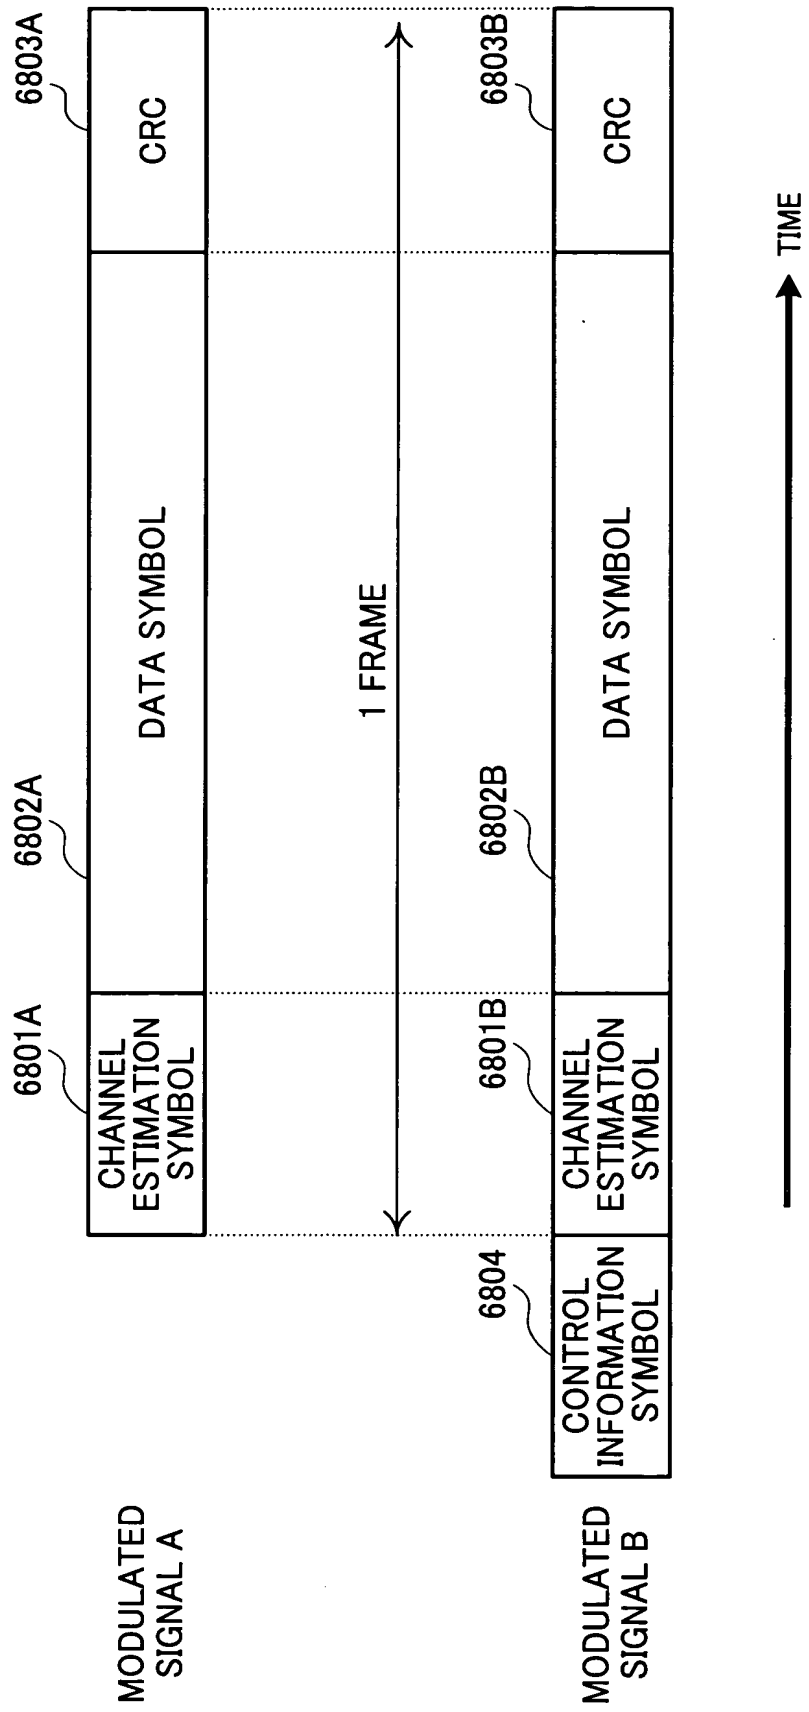 6801A
6802A
6803A
MODULATED
SIGNAL A
CHANNEL
ESTIMATION
SYMBOL
DATA SYMBOL
CRC
1 FRAME
6804
6801B
6802B
6803B
MODULATED
SIGNAL B
CONTROL
INFORMATION
SYMBOL
CHANNEL
ESTIMATION
SYMBOL
DATA SYMBOL
CRC
TIME